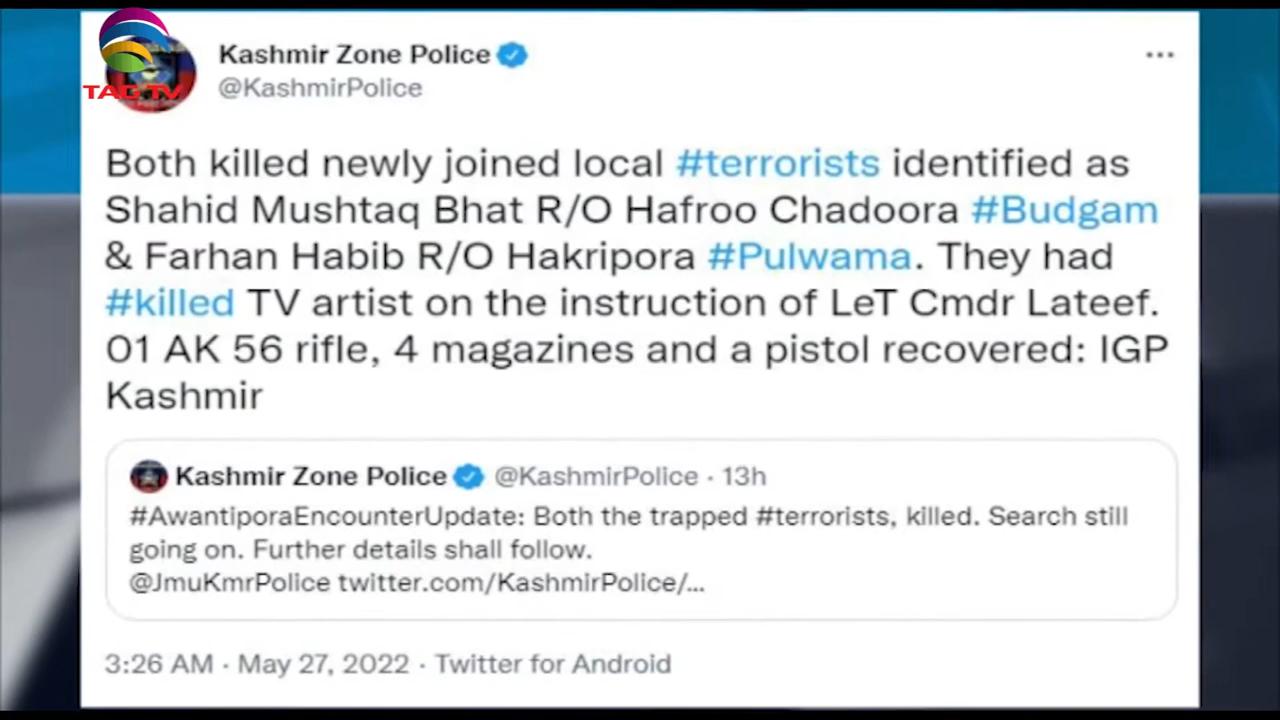 TAG TV
Kashmir Zone Police
@KashmirPolice
Both killed newly joined local #terrorists identified as
Shahid Mushtaq Bhat R/O Hafroo Chadoora #Budgam
& Farhan Habib R/O Hakripora #Pulwama. They had
#killed TV artist on the instruction of LeT Cmdr Lateef.
01 AK 56 rifle, 4 magazines and a pistol recovered: IGP
Kashmir
Kashmir Zone Police @KashmirPolice · 13h
#AwantiporaEncounterUpdate: Both the trapped #terrorists, killed. Search still
going on. Further details shall follow.
@JmuKmrPolice twitter.com/KashmirPolice/...
3:26 AM · May 27, 2022 · Twitter for Android